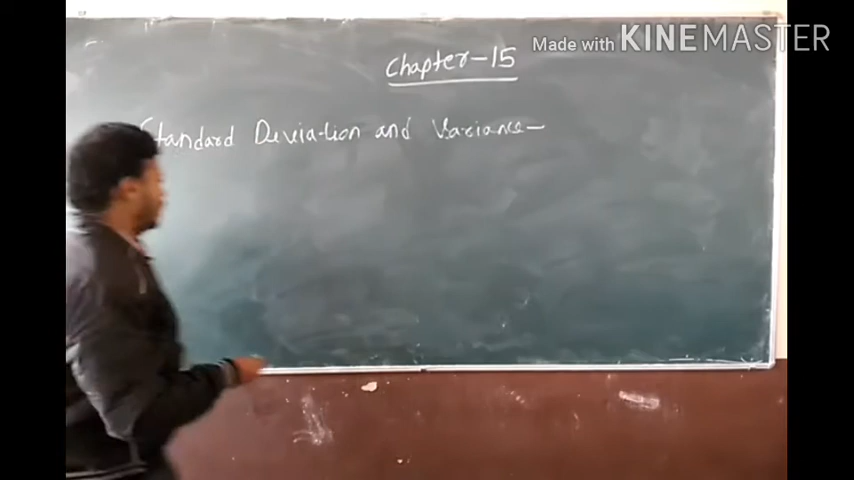 Made with KINEMASTER
Chapter-15
Standard Deviation and Variance-